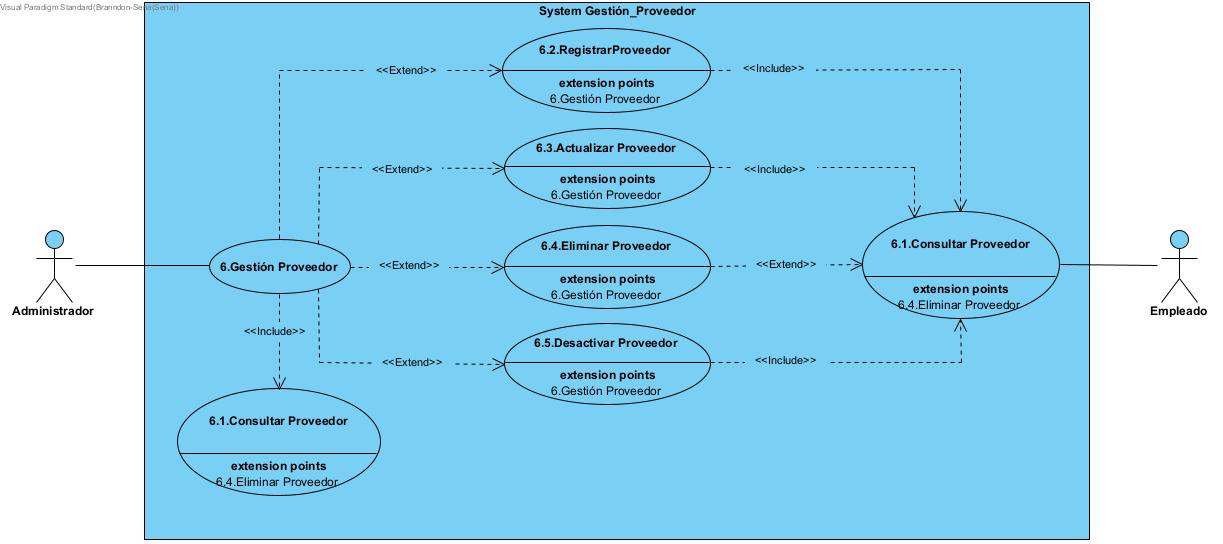 Visual Paradigm Standard(Branndon-Sena(Sena))
System Gestión_Proveedor
6.2.RegistrarProveedor
extension points
6.Gestión Proveedor
<<Extend>>
<<Include>>
6.3.Actualizar Proveedor
extension points
6.Gestión Proveedor
<<Extend>>
<<Include>>
6.4.Eliminar Proveedor
extension points
6.Gestión Proveedor
<<Extend>>
<<Extend>>
6.Gestión Proveedor
6.1.Consultar Proveedor
extension points
6.4.Eliminar Proveedor
Administrador
Empleado
<<Include>>
6.5.Desactivar Proveedor
extension points
6.Gestión Proveedor
<<Extend>>
<<Include>>
6.1.Consultar Proveedor
extension points
6.4.Eliminar Proveedor